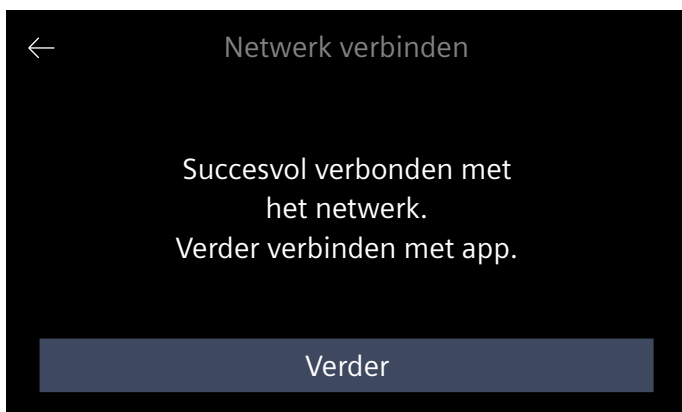 Netwerk verbinden
Succesvol verbonden met
het netwerk.
Verder verbinden met app.
Verder